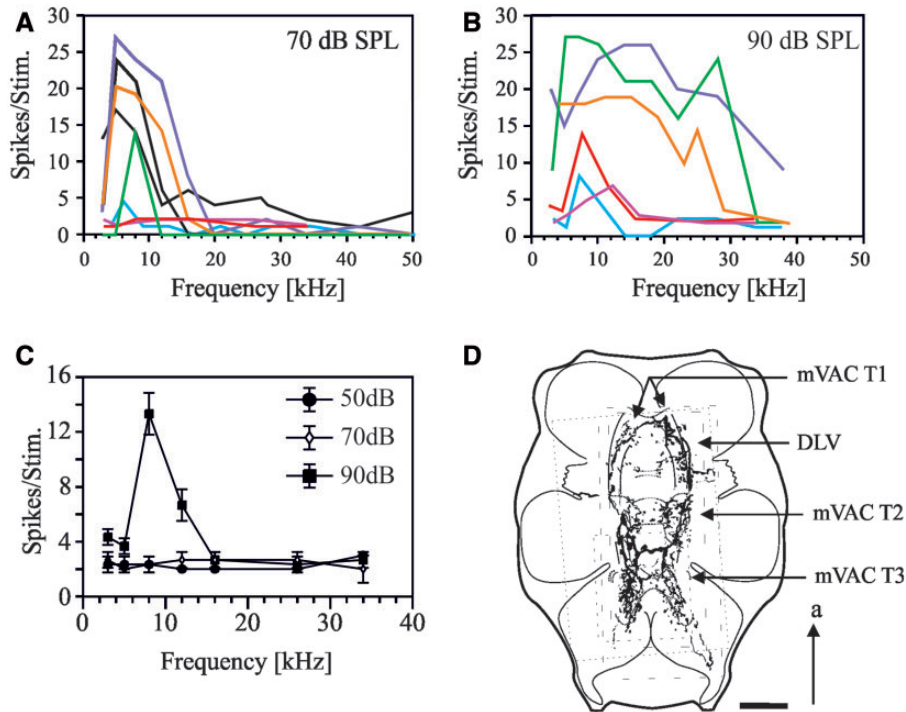 A
70 dB SPL
30
25
20
15
10
5
0
Spikes/Stim.
0 10 20 30 40 50
Frequency [kHz]
B
90 dB SPL
30
25
20
15
10
5
0
Spikes/Stim.
0 10 20 30 40 50
Frequency [kHz]
C
16
12
8
4
0
Spikes/Stim.
50dB
70dB
90dB
0 10 20 30 40
Frequency [kHz]
D
mVAC T1
DLV
mVAC T2
mVAC T3
a